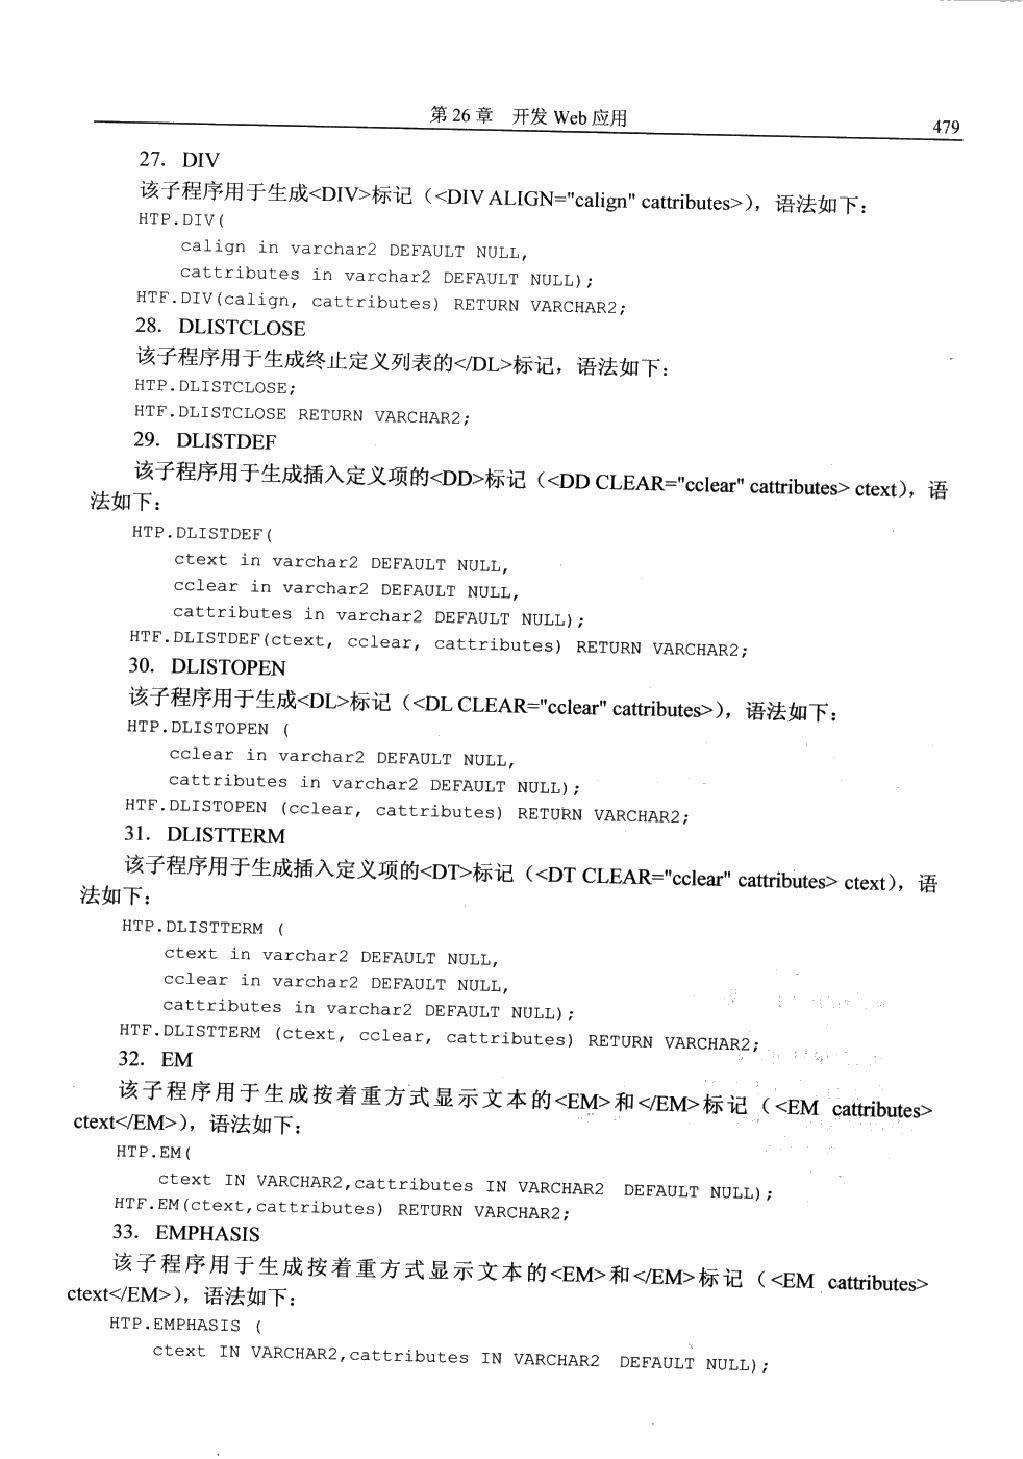 第 26 章　开发 Web 应用
479
27．DIV
该子程序用于生成<DIV>标记（<DIV ALIGN="calign" cattributes>），语法如下：
HTP.DIV(
calign in varchar2 DEFAULT NULL,
cattributes in varchar2 DEFAULT NULL);
HTF.DIV(calign, cattributes) RETURN VARCHAR2;
28．DLISTCLOSE
该子程序用于生成终止定义列表的</DL>标记，语法如下：
HTP.DLISTCLOSE;
HTF.DLISTCLOSE RETURN VARCHAR2;
29．DLISTDEF
该子程序用于生成插入定义项的<DD>标记（<DD CLEAR="cclear" cattributes> ctext），语
法如下：
HTP.DLISTDEF(
ctext in varchar2 DEFAULT NULL,
cclear in varchar2 DEFAULT NULL,
cattributes in varchar2 DEFAULT NULL);
HTF.DLISTDEF(ctext, cclear, cattributes) RETURN VARCHAR2;
30．DLISTOPEN
该子程序用于生成<DL>标记（<DL CLEAR="cclear" cattributes>），语法如下：
HTP.DLISTOPEN (
cclear in varchar2 DEFAULT NULL,
cattributes in varchar2 DEFAULT NULL);
HTF.DLISTOPEN (cclear, cattributes) RETURN VARCHAR2;
31．DLISTTERM
该子程序用于生成插入定义项的<DT>标记（<DT CLEAR="cclear" cattributes> ctext），语
法如下：
HTP.DLISTTERM (
ctext in varchar2 DEFAULT NULL,
cclear in varchar2 DEFAULT NULL,
cattributes in varchar2 DEFAULT NULL);
HTF.DLISTTERM (ctext, cclear, cattributes) RETURN VARCHAR2;
32．EM
该子程序用于生成按着重方式显示文本的<EM>和</EM>标记（<EM cattributes>
ctext</EM>），语法如下：
HTP.EM(
ctext IN VARCHAR2,cattributes IN VARCHAR2 DEFAULT NULL);
HTF.EM(ctext,cattributes) RETURN VARCHAR2;
33．EMPHASIS
该子程序用于生成按着重方式显示文本的<EM>和</EM>标记（<EM cattributes>
ctext</EM>），语法如下：
HTP.EMPHASIS (
ctext IN VARCHAR2,cattributes IN VARCHAR2 DEFAULT NULL);